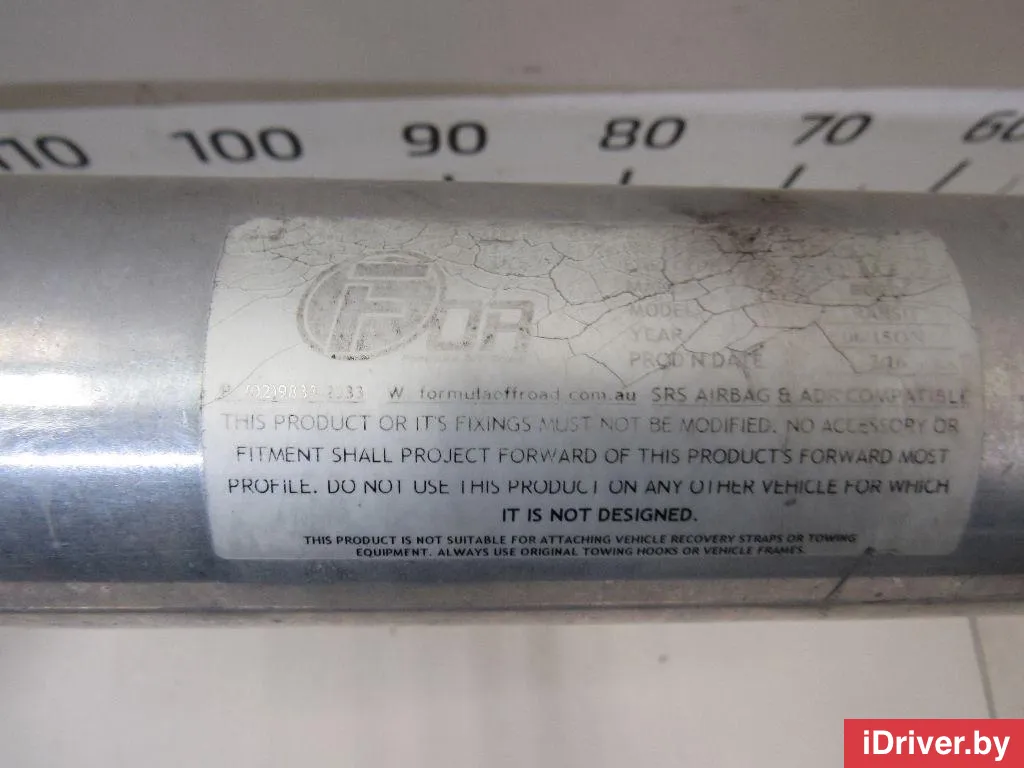 110 100 90 80 70 60
FOR
MODEL
YEAR
PROD'N DATE 7/16
W formulaoffroad.com.au SRS AIRBAG & ADR COMPATIBLE
THIS PRODUCT OR IT'S FIXINGS MUST NOT BE MODIFIED. NO ACCESSORY OR
FITMENT SHALL PROJECT FORWARD OF THIS PRODUCT'S FORWARD MOST
PROFILE. DO NOT USE THIS PRODUCT ON ANY OTHER VEHICLE FOR WHICH
IT IS NOT DESIGNED.
THIS PRODUCT IS NOT SUITABLE FOR ATTACHING VEHICLE RECOVERY STRAPS OR TOWING
EQUIPMENT. ALWAYS USE ORIGINAL TOWING HOOKS OR VEHICLE FRAMES.
iDriver.by